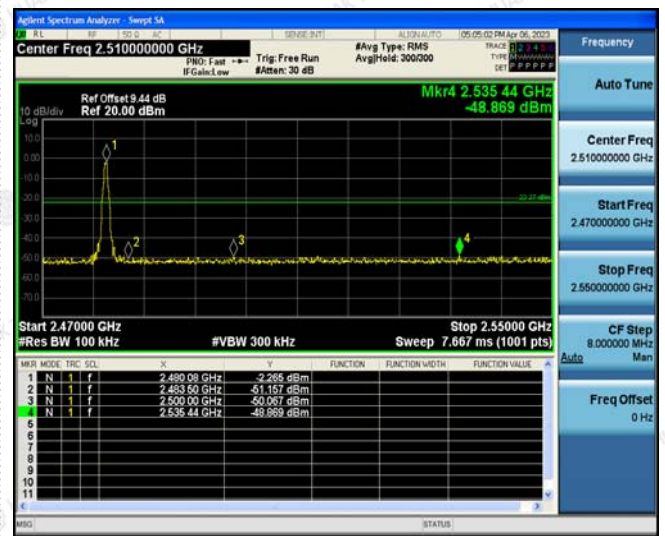 Agilent Spectrum Analyzer - Swept SA
RL RF 50 Ω AC SENSE:INT ALIGN AUTO 05:05:02 PM Apr 06, 2023
Center Freq 2.510000000 GHz
PNO: Fast
IFGain:Low
Trig: Free Run
#Atten: 30 dB
#Avg Type: RMS
Avg|Hold: 300/300
TRACE 1 2 3 4 5 6
TYPE
DET P P P P P P
Mkr4 2.535 44 GHz
-48.869 dBm
Ref Offset 9.44 dB
10 dB/div Ref 20.00 dBm
Log
10.0
0.00
-10.0
-20.0
-30.0
-40.0
-50.0
-60.0
-70.0
1
2
3
4
Start 2.47000 GHz Stop 2.55000 GHz
#Res BW 100 kHz #VBW 300 kHz Sweep 7.667 ms (1001 pts)
MKR MODE TRC SCL X Y FUNCTION FUNCTION WIDTH FUNCTION VALUE
1 N 1 f 2.480 08 GHz -2.265 dBm
2 N 1 f 2.483 50 GHz -51.157 dBm
3 N 1 f 2.500 00 GHz -50.067 dBm
4 N 1 f 2.535 44 GHz -48.869 dBm
5
6
7
8
9
10
11
MSG STATUS
Frequency
Auto Tune
Center Freq
2.510000000 GHz
Start Freq
2.470000000 GHz
Stop Freq
2.550000000 GHz
CF Step
8.000000 MHz
Auto Man
Freq Offset
0 Hz